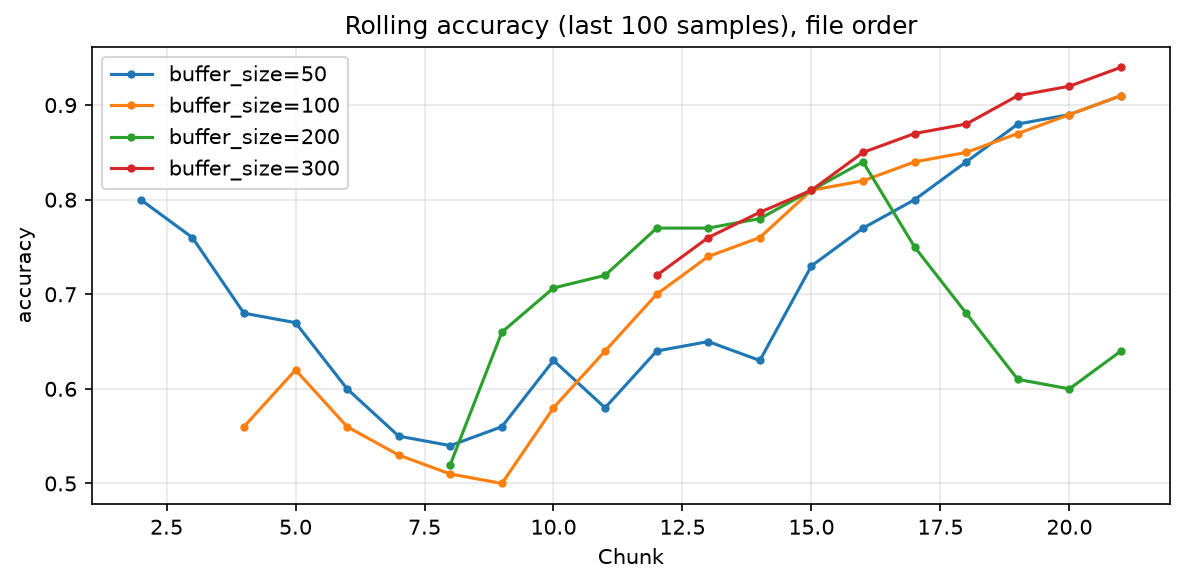 Rolling accuracy (last 100 samples), file order
buffer_size=50
buffer_size=100
buffer_size=200
buffer_size=300
accuracy
0.9
0.8
0.7
0.6
0.5
2.5 5.0 7.5 10.0 12.5 15.0 17.5 20.0
Chunk